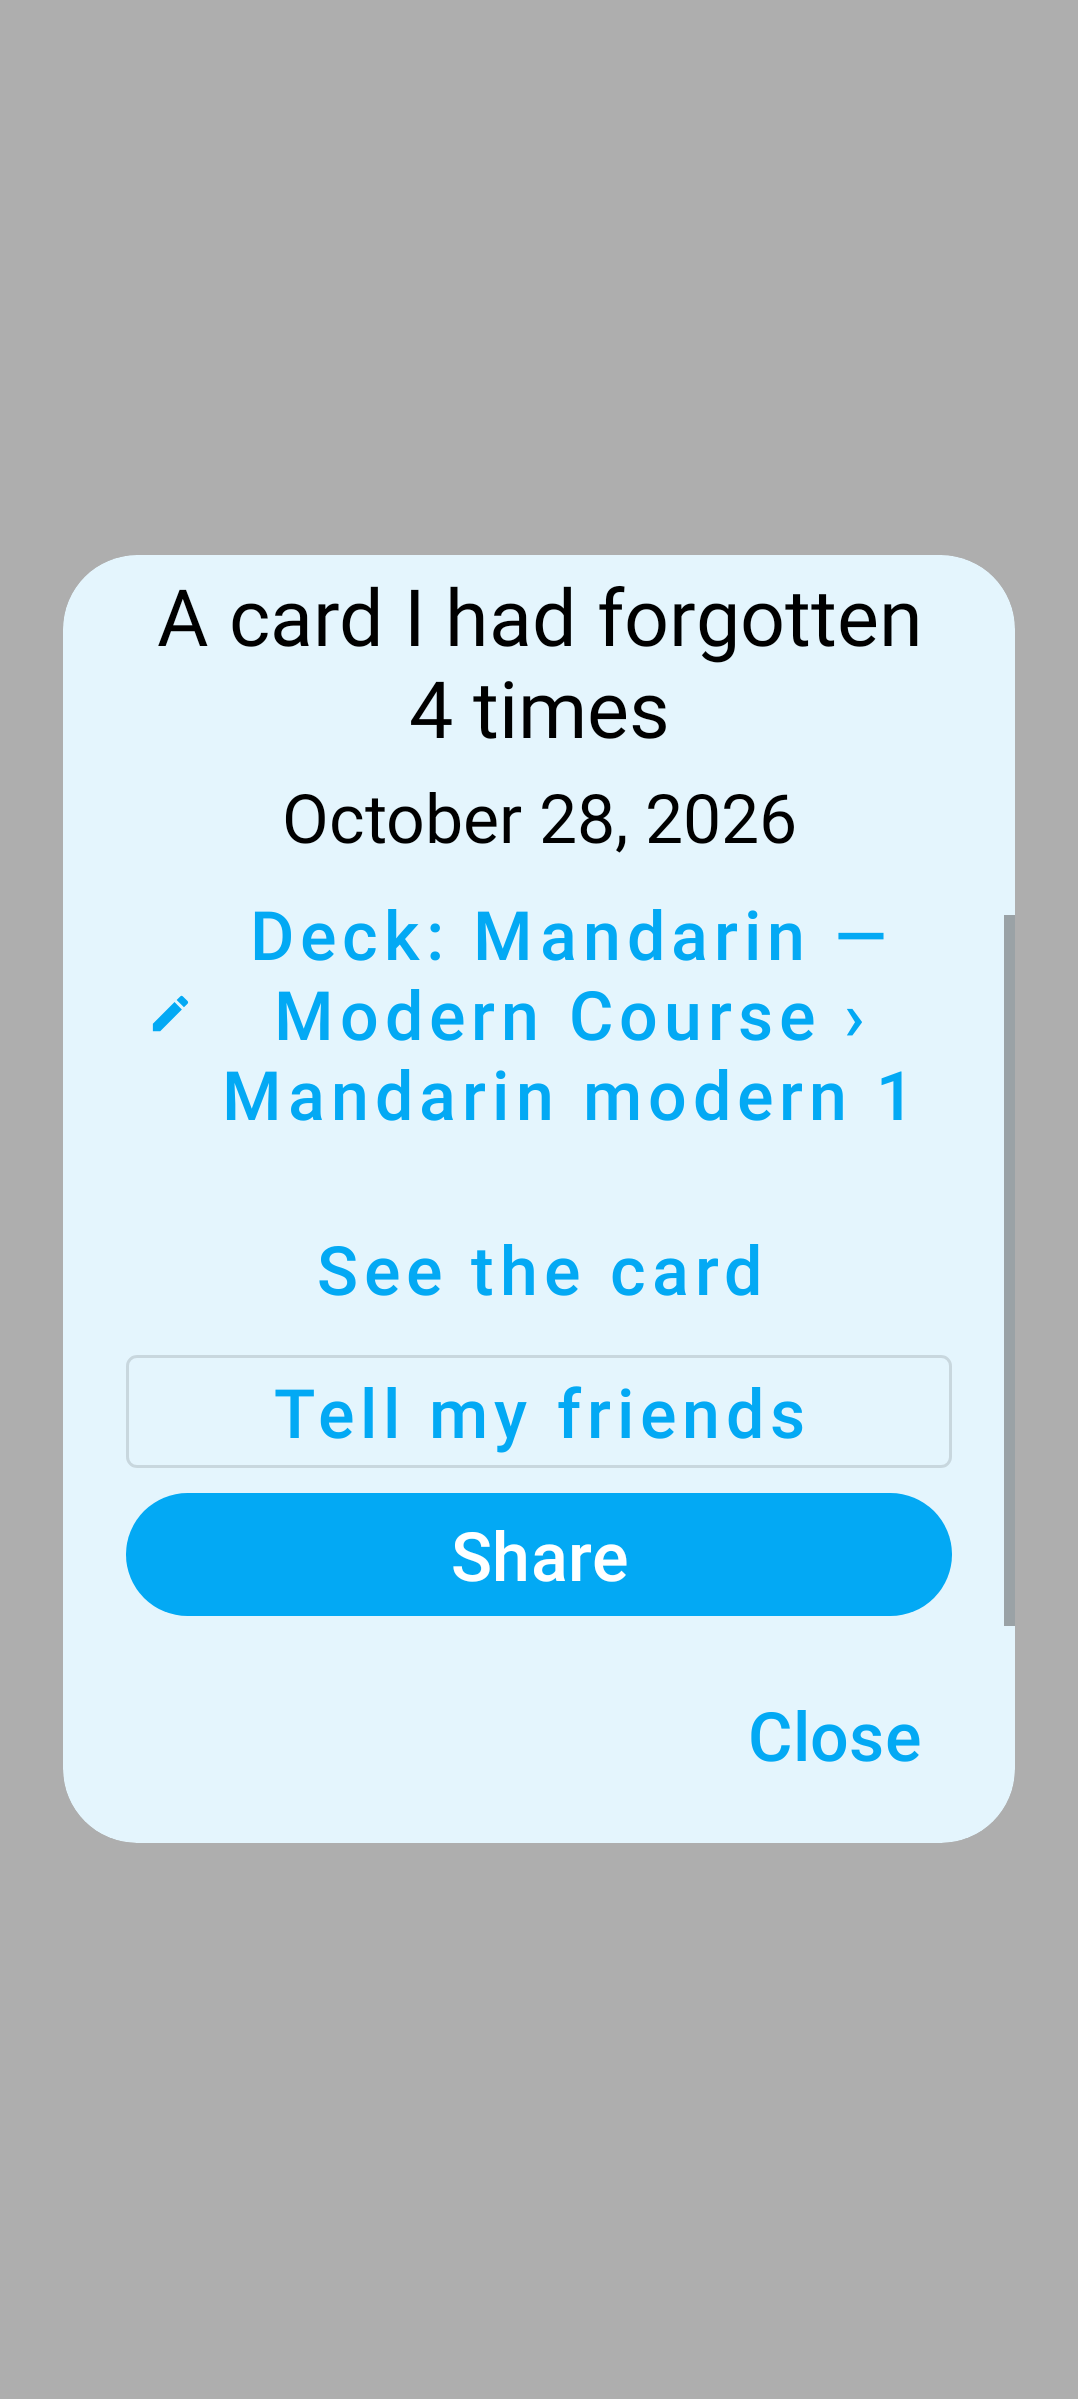 A card I had forgotten
4 times
October 28, 2026
Deck: Mandarin —
Modern Course ›
Mandarin modern 1
See the card
Tell my friends
Share
Close